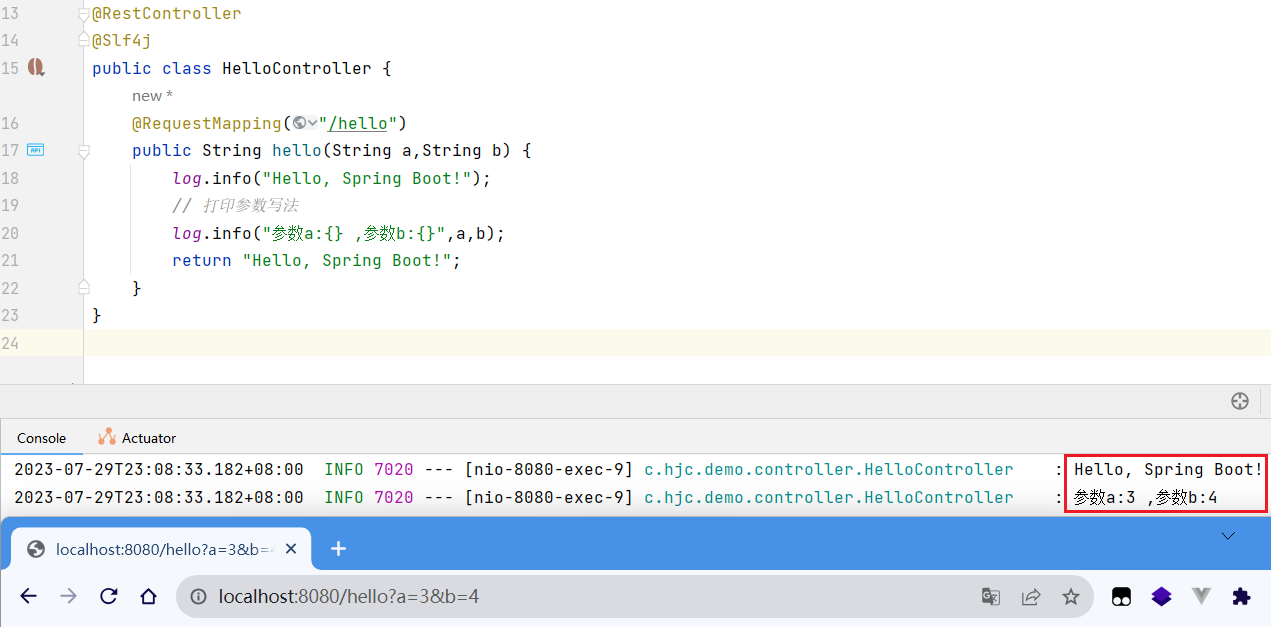 13 @RestController
14 @Slf4j
15 public class HelloController {
new *
16 @RequestMapping("/hello")
17 API public String hello(String a,String b) {
18 log.info("Hello, Spring Boot!");
19 // 打印参数写法
20 log.info("参数a:{} ,参数b:{}",a,b);
21 return "Hello, Spring Boot!";
22 }
23 }
24
Console Actuator
2023-07-29T23:08:33.182+08:00 INFO 7020 --- [nio-8080-exec-9] c.hjc.demo.controller.HelloController : Hello, Spring Boot!
2023-07-29T23:08:33.182+08:00 INFO 7020 --- [nio-8080-exec-9] c.hjc.demo.controller.HelloController : 参数a:3 ,参数b:4
localhost:8080/hello?a=3&b=
localhost:8080/hello?a=3&b=4